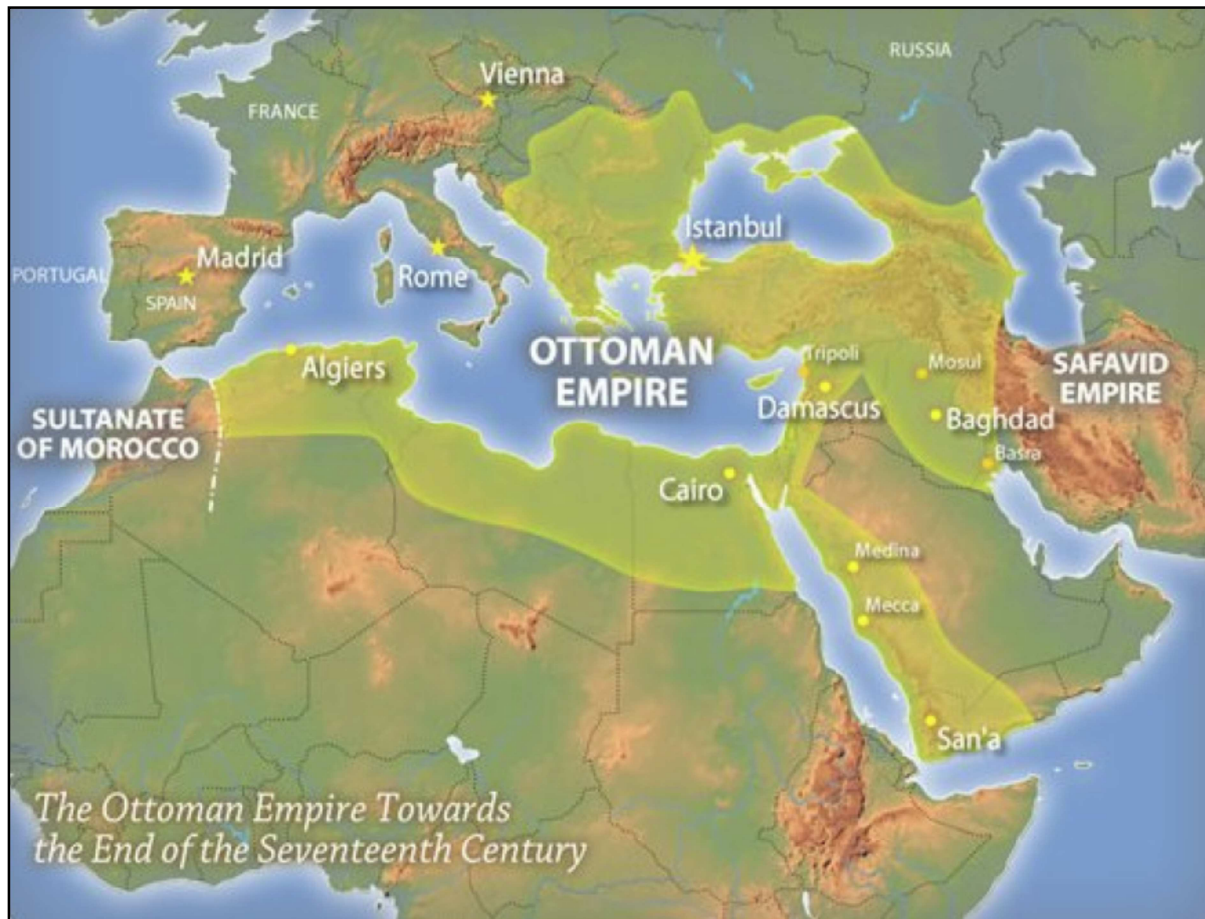 RUSSIA
Vienna
FRANCE
Istanbul
Madrid
PORTUGAL
Rome
SPAIN
OTTOMAN
EMPIRE
Tripoli
Mosul
SAFAVID
EMPIRE
Algiers
Damascus
SULTANATE
OF MOROCCO
Baghdad
Basra
Cairo
Medina
Mecca
San'a
The Ottoman Empire Towards
the End of the Seventeenth Century